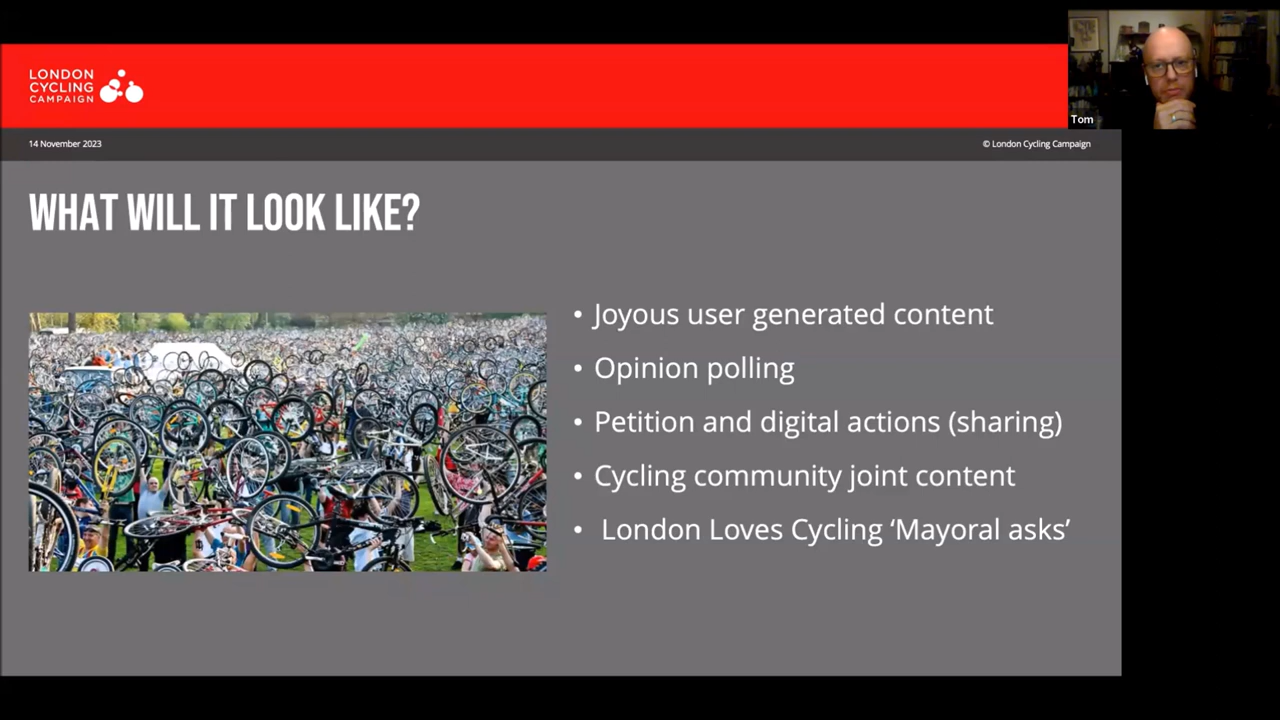 LONDON
CYCLING
CAMPAIGN
Tom
14 November 2023
© London Cycling Campaign
WHAT WILL IT LOOK LIKE?
• Joyous user generated content
• Opinion polling
• Petition and digital actions (sharing)
• Cycling community joint content
• London Loves Cycling ‘Mayoral asks’